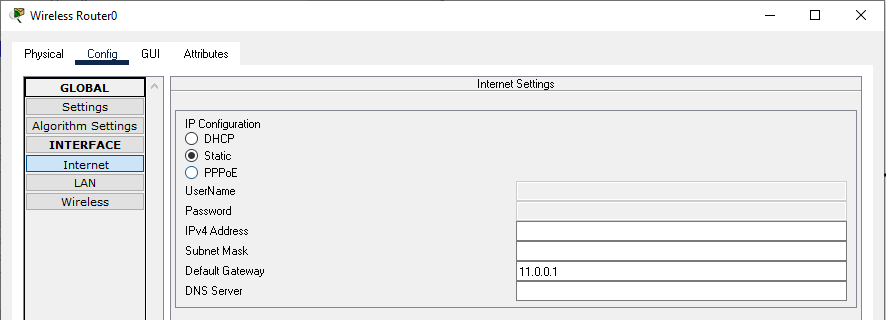 Wireless Router0
Physical Config GUI Attributes
GLOBAL
Settings
Algorithm Settings
INTERFACE
Internet
LAN
Wireless
Internet Settings
IP Configuration
DHCP
Static
PPPoE
UserName
Password
IPv4 Address
Subnet Mask
Default Gateway 11.0.0.1
DNS Server